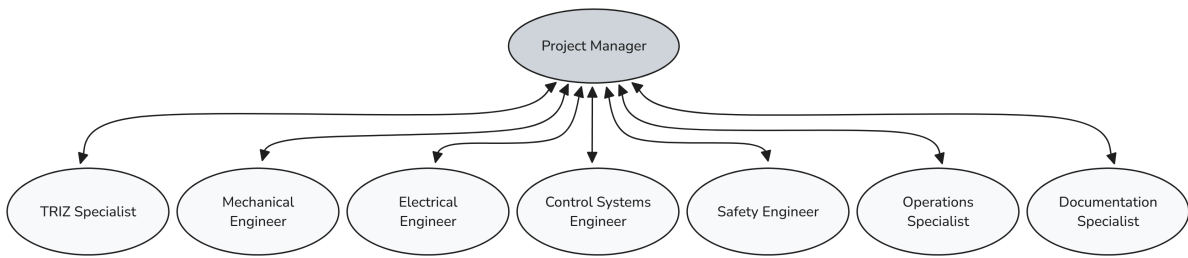 Project Manager
TRIZ Specialist
Mechanical
Engineer
Electrical
Engineer
Control Systems
Engineer
Safety Engineer
Operations
Specialist
Documentation
Specialist